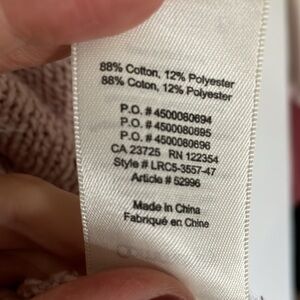 88% Cotton, 12% Polyester
88% Coton, 12% Polyester
P.O. # 4500080694
P.O. # 4500080695
P.O. # 4500080696
CA 23725 RN 122354
Style # LRC5-3557-47
Article # 52996
Made in China
Fabriqué en Chine